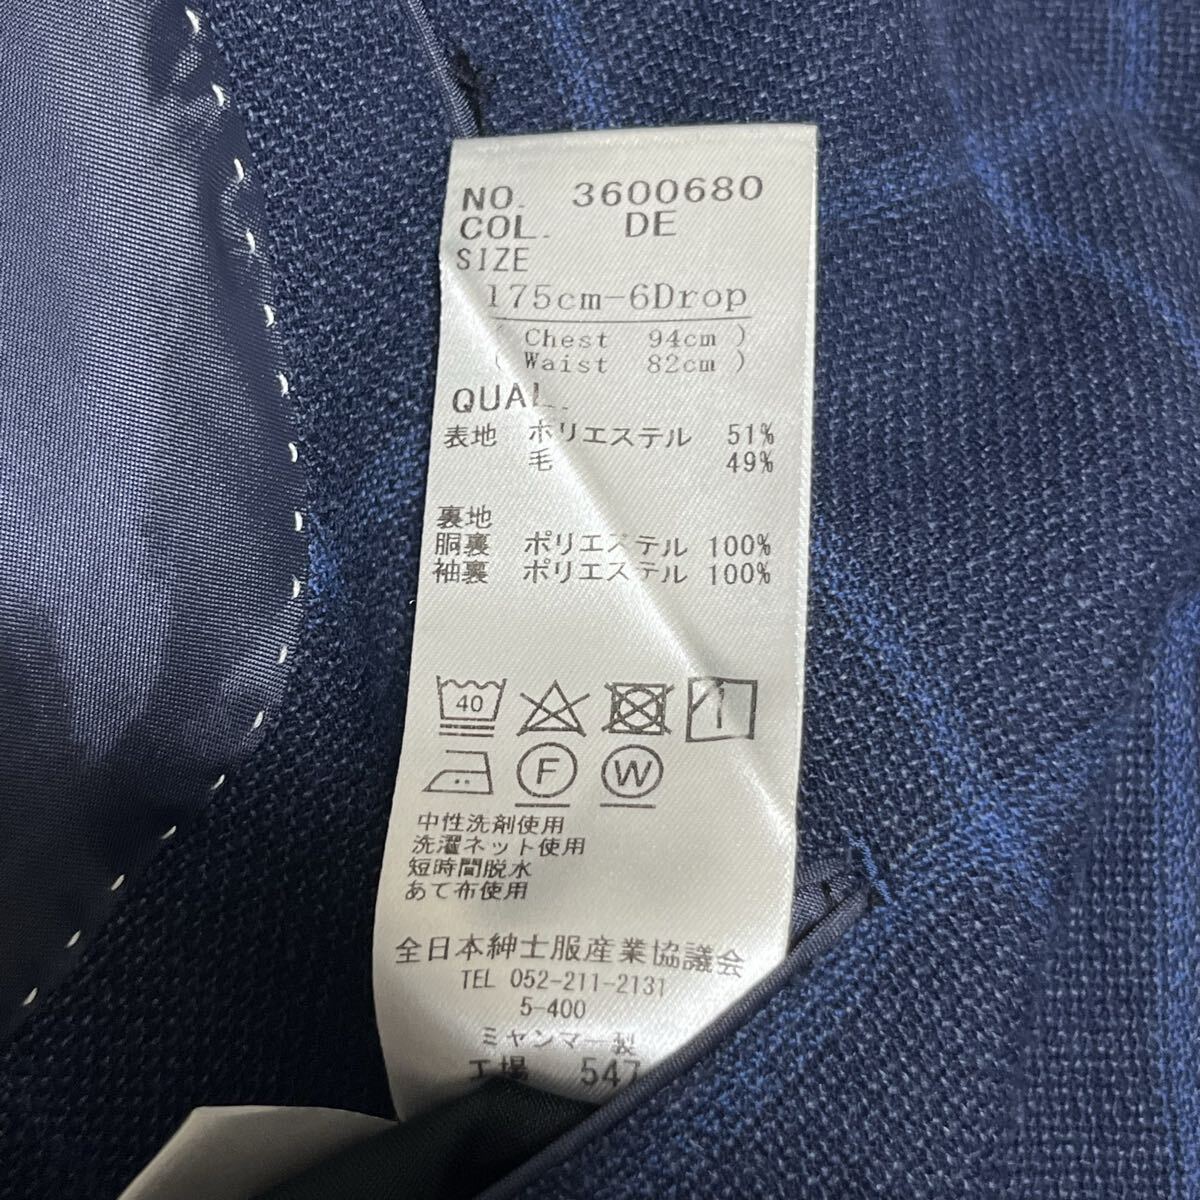 NO. 3600680
COL. DE
SIZE
175cm-6Drop
( Chest 94cm )
( Waist 82cm )
QUAL.
表地 ポリエステル 51%
毛 49%
裏地
胴裏 ポリエステル 100%
袖裏 ポリエステル 100%
40
F W
中性洗剤使用
洗濯ネット使用
短時間脱水
あて布使用
全日本紳士服産業協議会
TEL 052-211-2131
5-400
ミャンマー製
工場 547